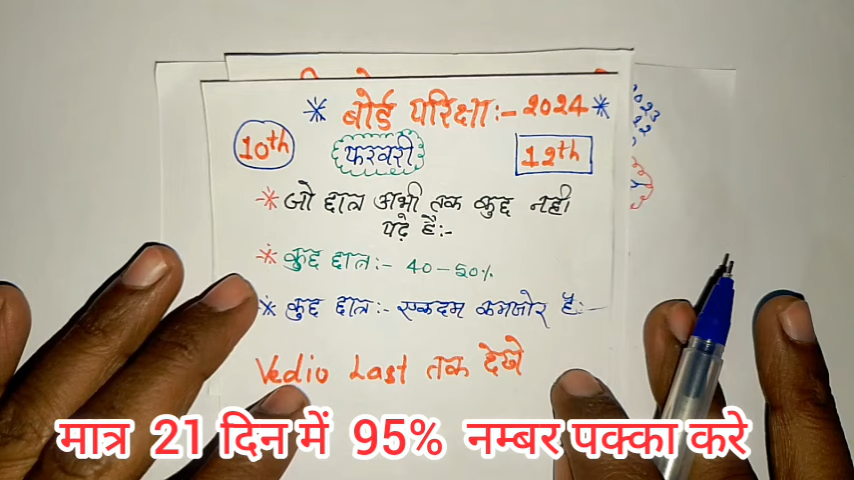 * बोर्ड परिक्षा:- 2024 *
10th फरवरी 12th
* जो छात्र अभी तक कुछ नहीं
पढ़े है:-
* कुछ छात्र:- 40-50%
* कुछ छात्र:- एकदम कमजोर है:-
Vedio Last तक देखे
मात्र 21 दिन में 95% नम्बर पक्का करे
2023